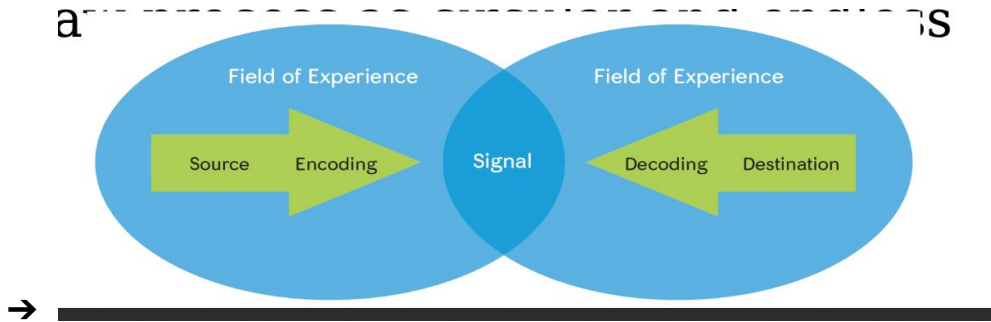 Field of Experience Field of Experience
Source Encoding Signal Decoding Destination